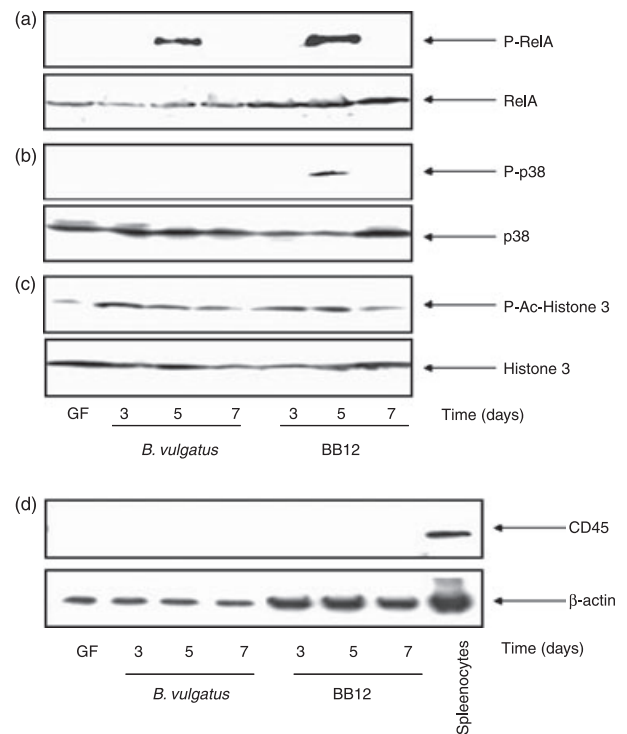 (a)
P-RelA
RelA
(b)
P-p38
p38
(c)
P-Ac-Histone 3
Histone 3
GF 3 5 7 3 5 7 Time (days)
B. vulgatus BB12
(d)
CD45
β-actin
GF 3 5 7 3 5 7 Time (days)
B. vulgatus BB12
Spleenocytes